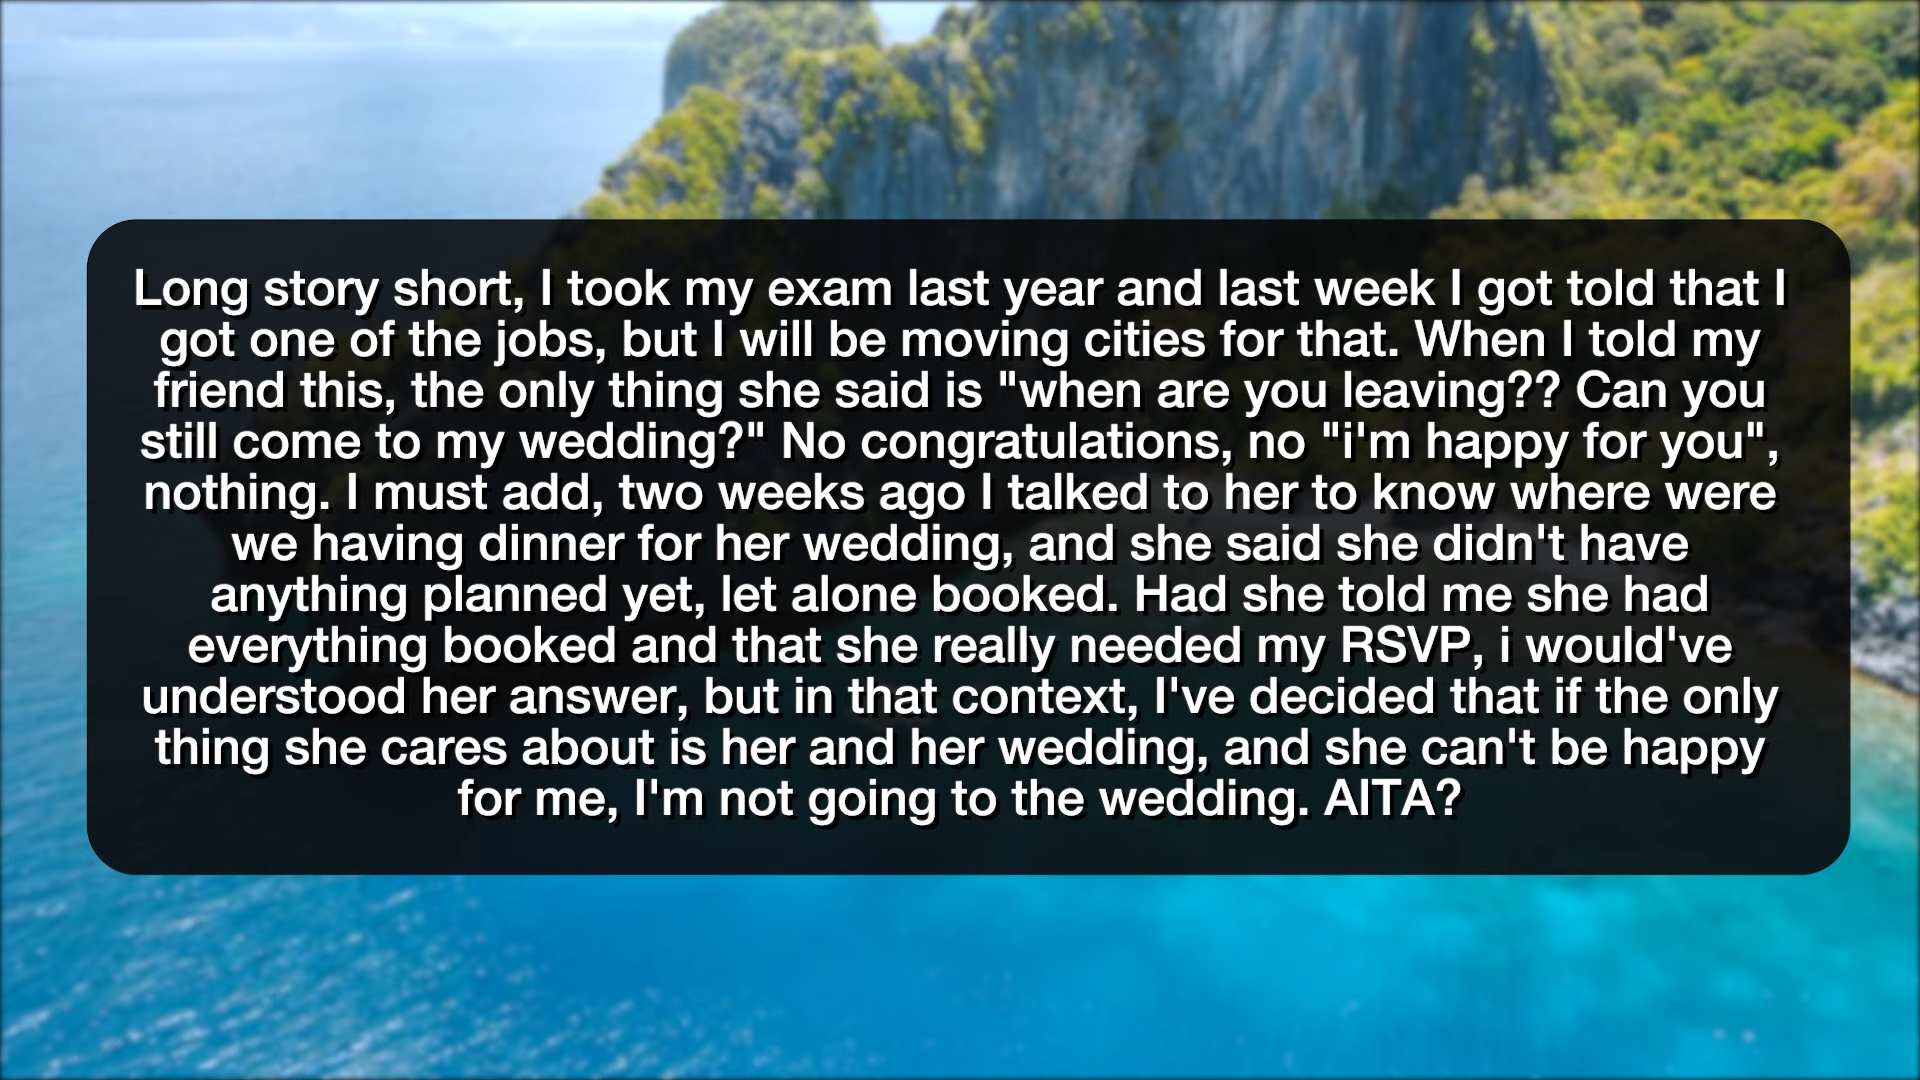 Long story short, I took my exam last year and last week I got told that I
got one of the jobs, but I will be moving cities for that. When I told my
friend this, the only thing she said is "when are you leaving?? Can you
still come to my wedding?" No congratulations, no "i'm happy for you",
nothing. I must add, two weeks ago I talked to her to know where were
we having dinner for her wedding, and she said she didn't have
anything planned yet, let alone booked. Had she told me she had
everything booked and that she really needed my RSVP, i would've
understood her answer, but in that context, I've decided that if the only
thing she cares about is her and her wedding, and she can't be happy
for me, I'm not going to the wedding. AITA?